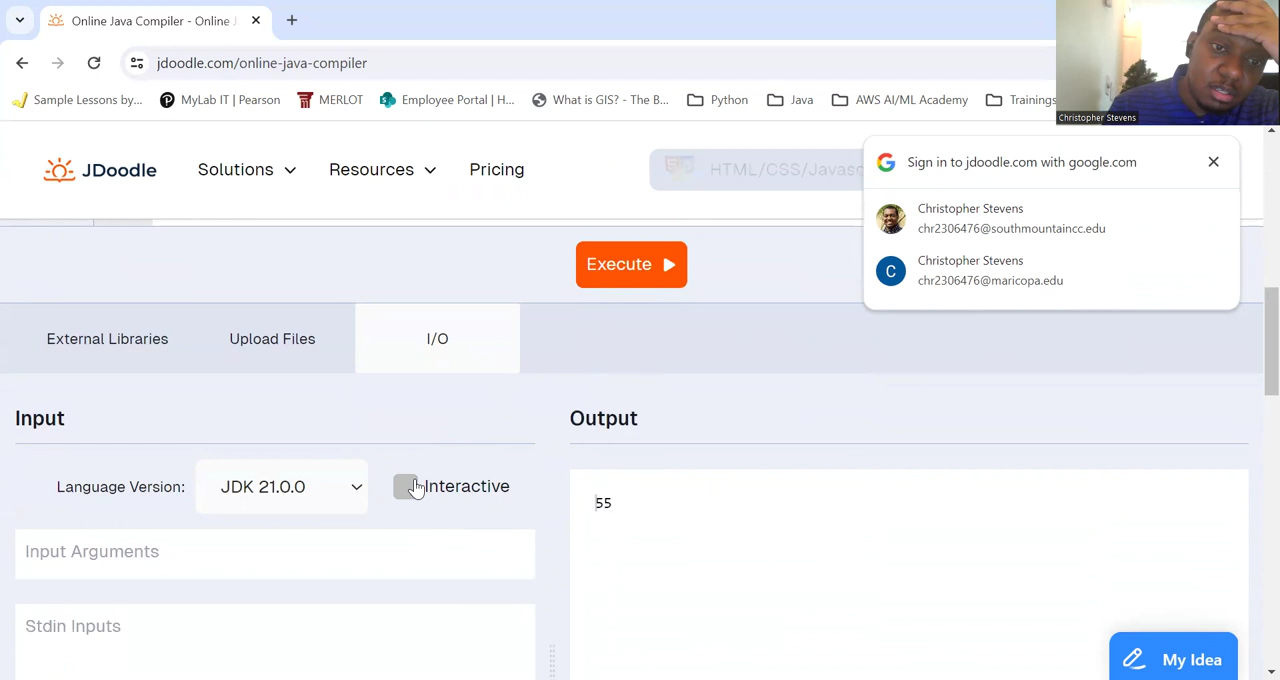 Online Java Compiler - Online J
jdoodle.com/online-java-compiler
Sample Lessons by...
MyLab IT | Pearson
MERLOT
Employee Portal | H...
What is GIS? - The B...
Python
Java
AWS AI/ML Academy
Trainings
Christopher Stevens
JDoodle
Solutions
Resources
Pricing
HTML/CSS/Javasc
Sign in to jdoodle.com with google.com
Christopher Stevens
chr2306476@southmountaincc.edu
C
Christopher Stevens
chr2306476@maricopa.edu
Execute
External Libraries
Upload Files
I/O
Input
Output
Language Version:
JDK 21.0.0
Interactive
55
Input Arguments
Stdin Inputs
My Idea